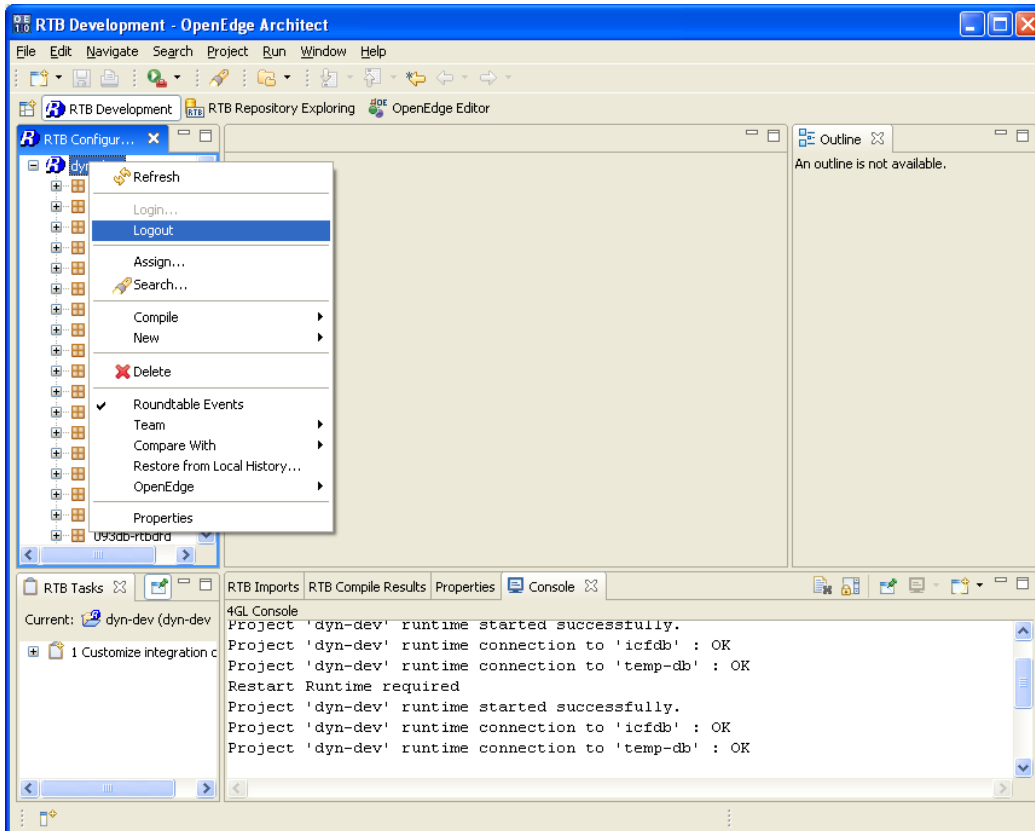 RTB Development - OpenEdge Architect
File Edit Navigate Search Project Run Window Help
RTB Development RTB Repository Exploring OpenEdge Editor
RTB Configur...
Outline
An outline is not available.
Refresh
Login...
Logout
Assign...
Search...
Compile
New
Delete
Roundtable Events
Team
Compare With
Restore from Local History...
OpenEdge
Properties
093db-rtbdfd
RTB Tasks
Current: dyn-dev (dyn-dev
1 Customize integration c
RTB Imports RTB Compile Results Properties Console
4GL Console
Project 'dyn-dev' runtime started successfully.
Project 'dyn-dev' runtime connection to 'icfdb' : OK
Project 'dyn-dev' runtime connection to 'temp-db' : OK
Restart Runtime required
Project 'dyn-dev' runtime started successfully.
Project 'dyn-dev' runtime connection to 'icfdb' : OK
Project 'dyn-dev' runtime connection to 'temp-db' : OK